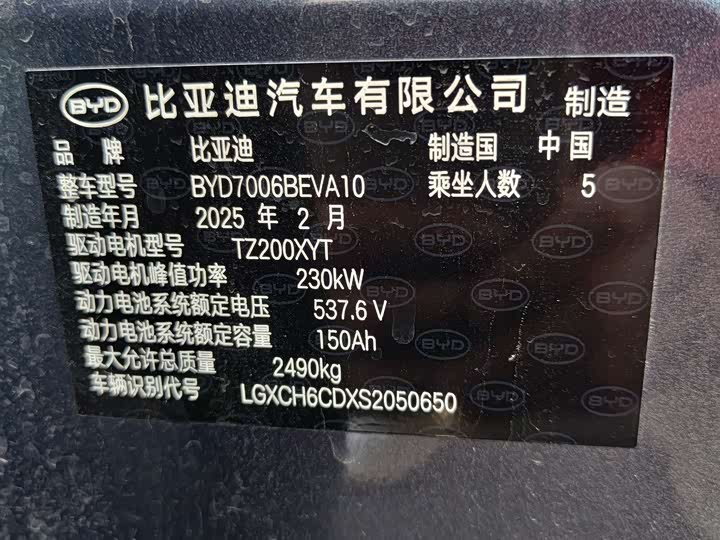 BYD 比亚迪汽车有限公司 制造
品 牌 比亚迪 制造国 中国
整车型号 BYD7006BEVA10 乘坐人数 5
制造年月 2025 年 2 月
驱动电机型号 TZ200XYT
驱动电机峰值功率 230kW
动力电池系统额定电压 537.6 V
动力电池系统额定容量 150Ah
最大允许总质量 2490kg
车辆识别代号 LGXCH6CDXS2050650